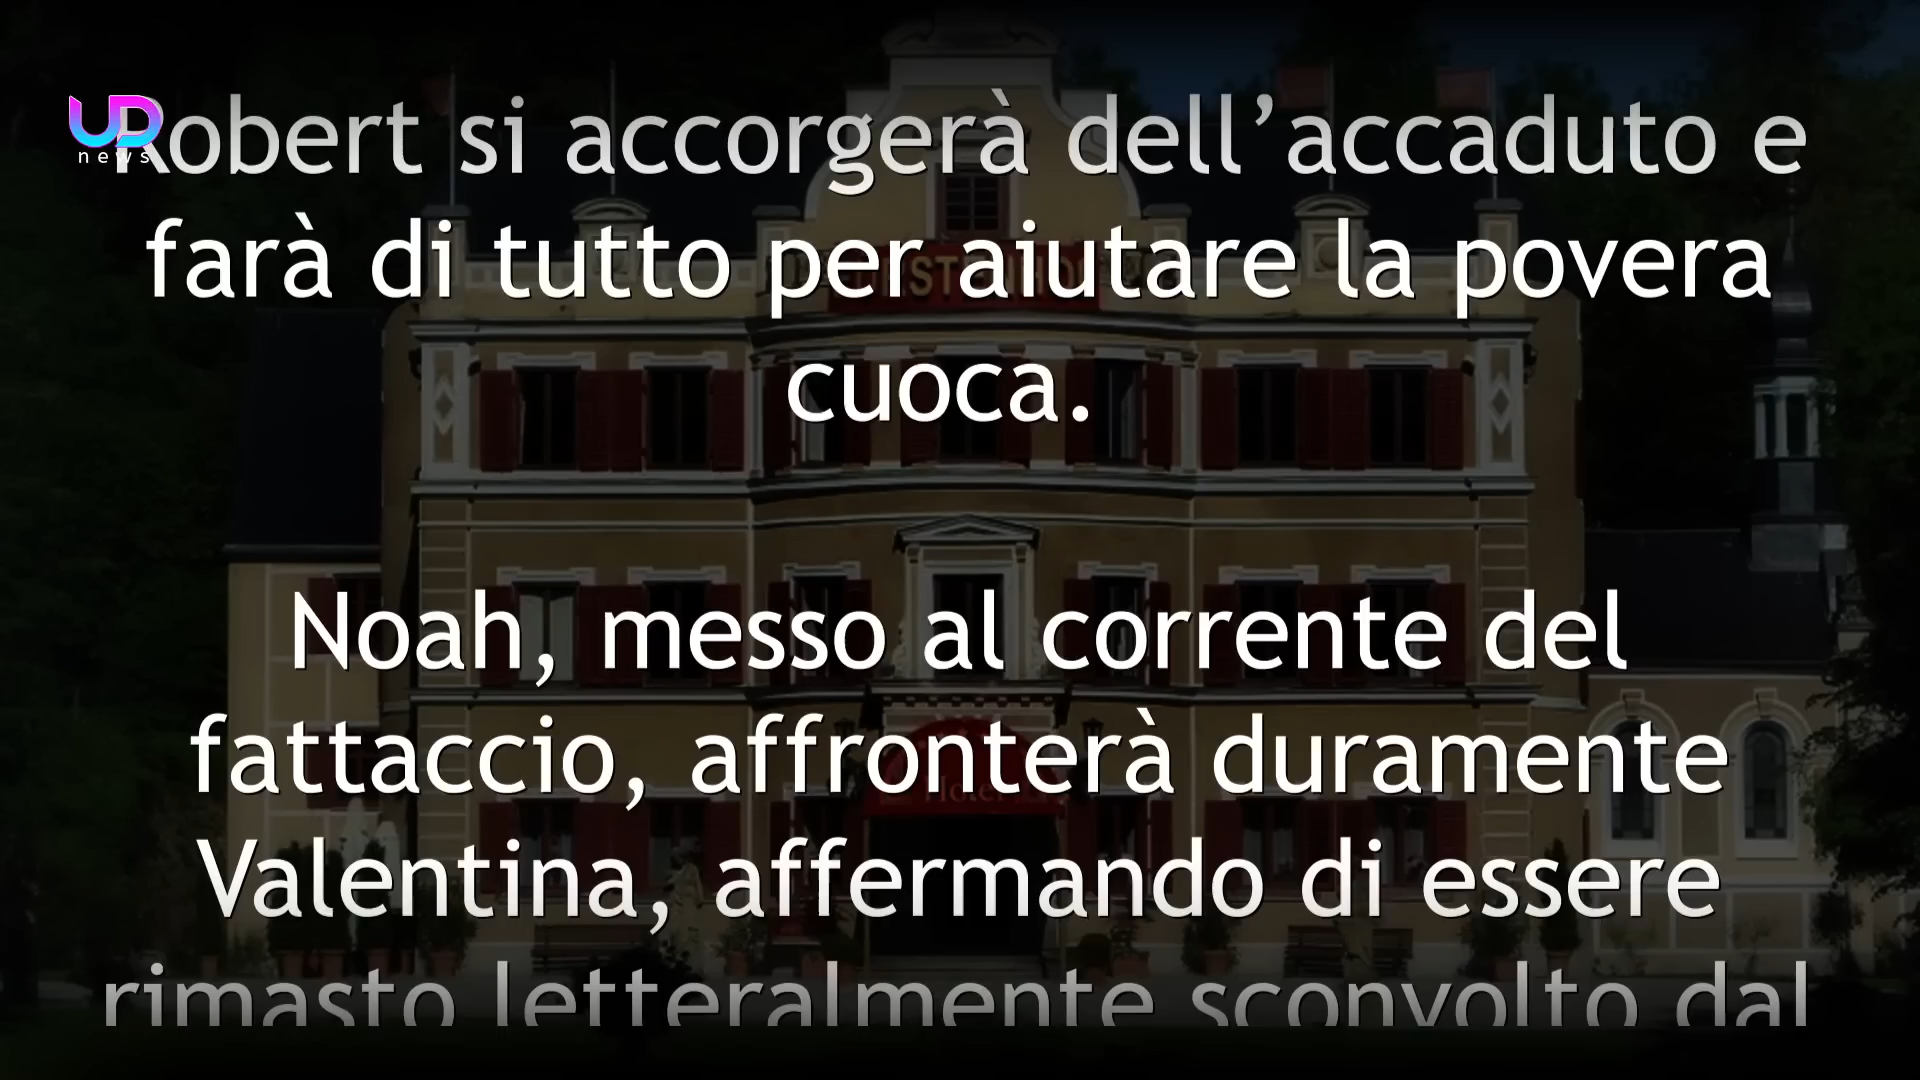 UD
news
Robert si accorgerà dell’accaduto e
farà di tutto per aiutare la povera
cuoca.
Noah, messo al corrente del
fattaccio, affronterà duramente
Valentina, affermando di essere
rimasto letteralmente sconvolto dal
Hotel